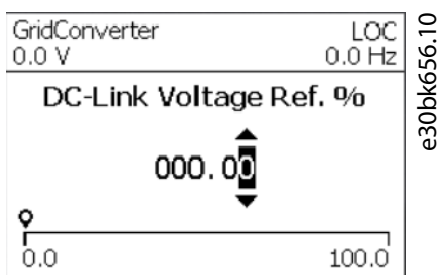 GridConverter LOC
0.0 V 0.0 Hz
DC-Link Voltage Ref. %
000.00
0.0 100.0
e30bk656.10